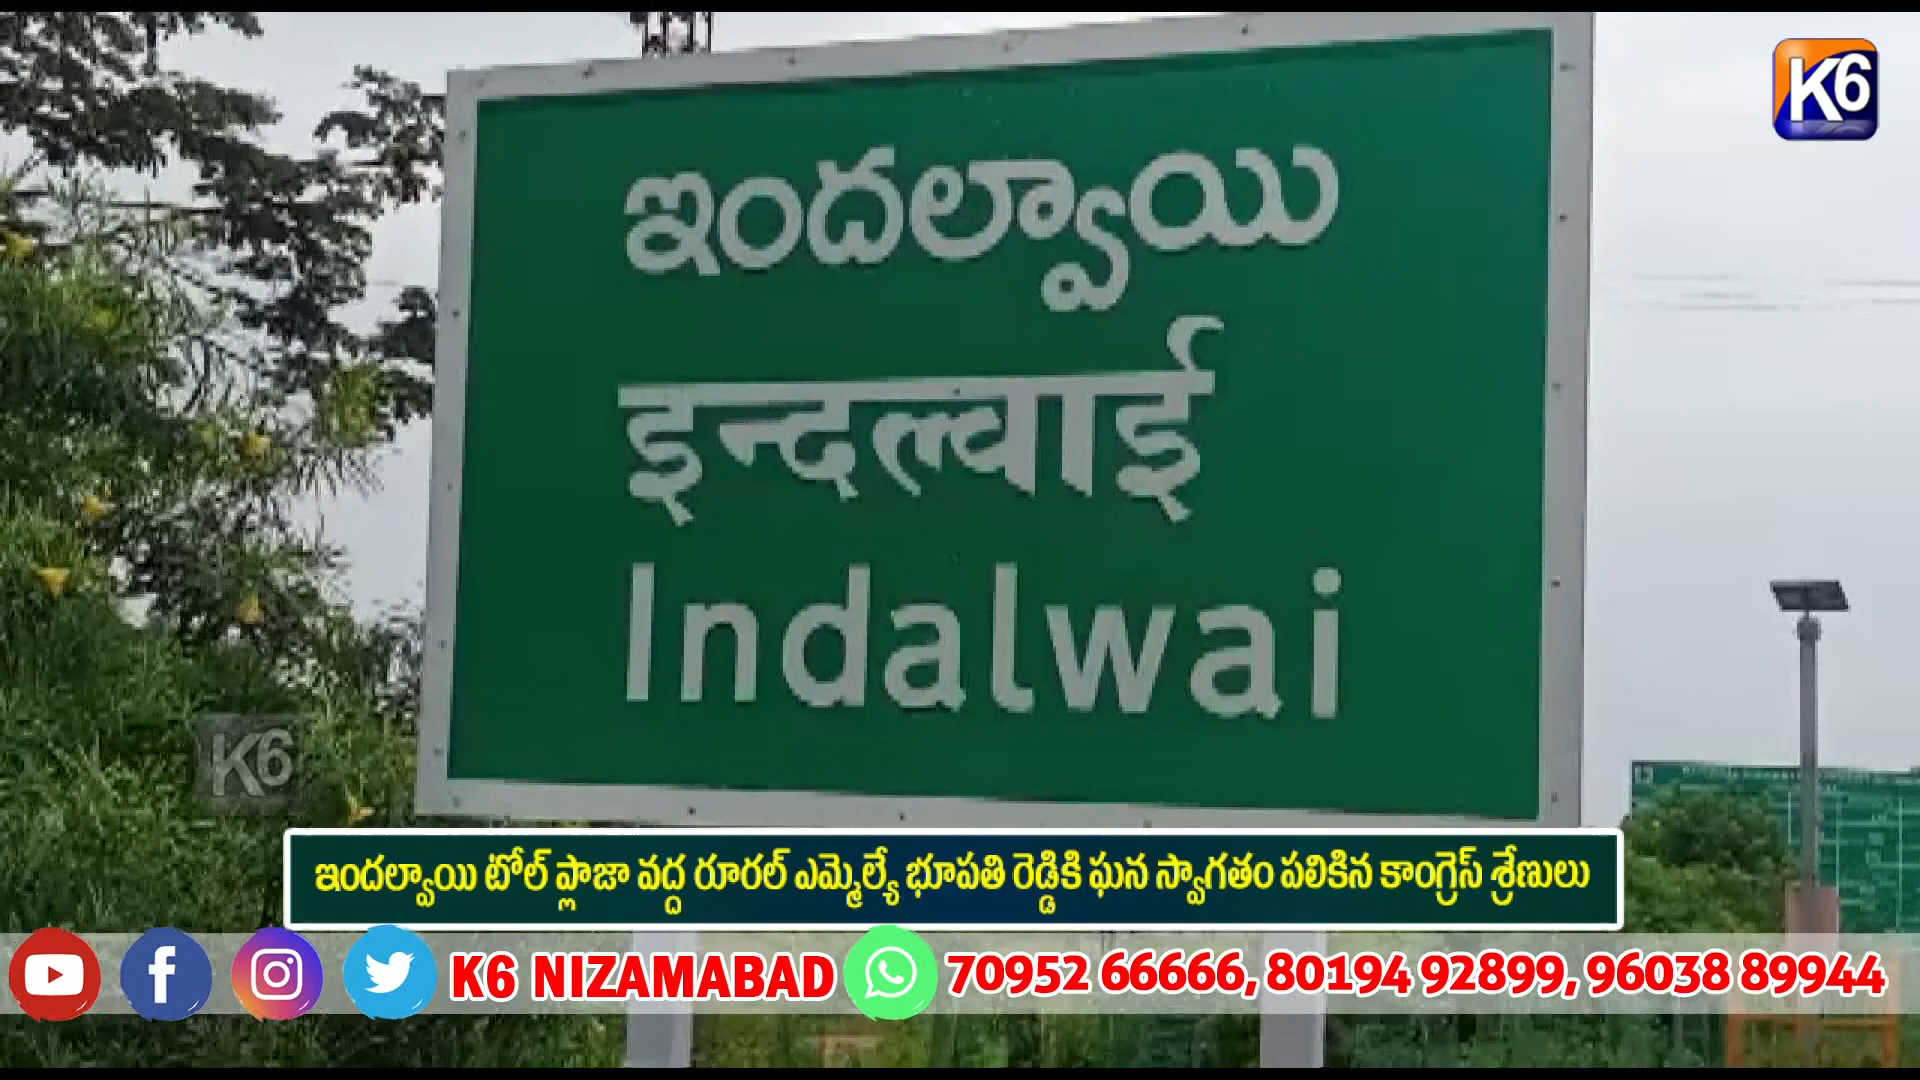 K6
ఇందల్వాయి
इन्दल्वाई
Indalwai
K6
ఇందల్వాయి టోల్ ప్లాజా వద్ద రూరల్ ఎమ్మెల్యే భూపతి రెడ్డికి ఘన స్వాగతం పలికిన కాంగ్రెస్ శ్రేణులు
K6 NIZAMABAD 70952 66666, 80194 92899, 96038 89944